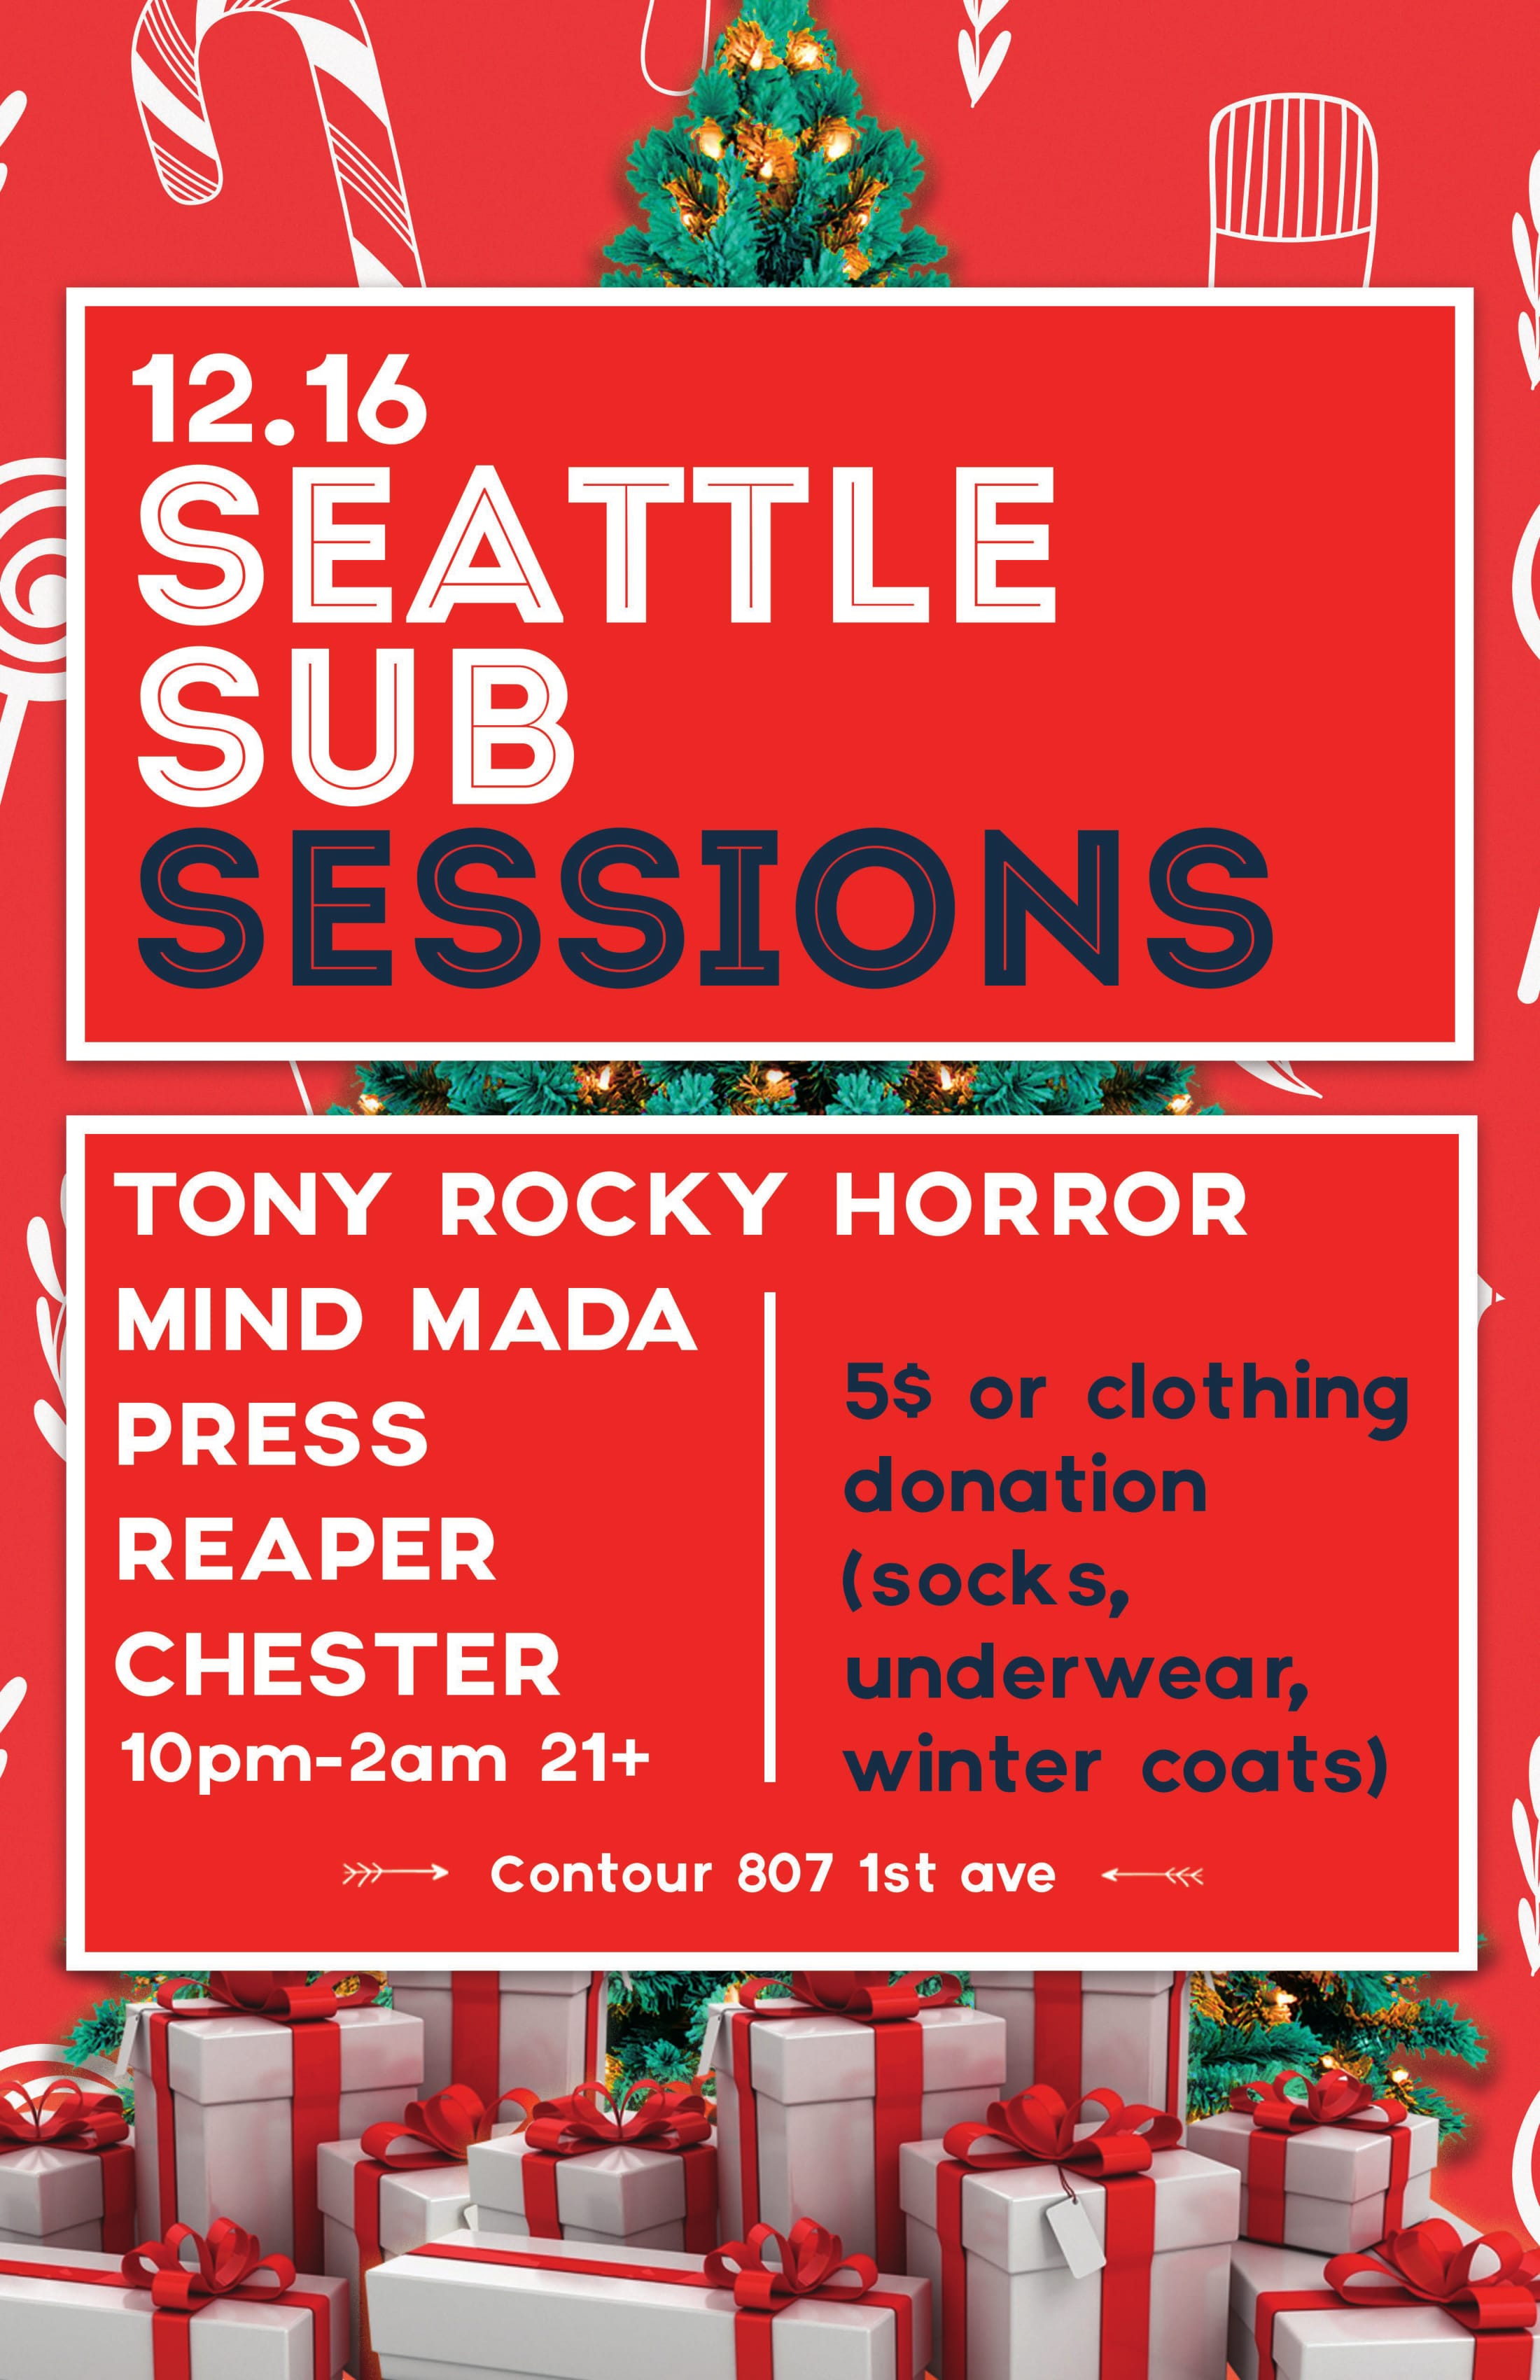 12.16
SEATTLE
SUB
SESSIONS
TONY ROCKY HORROR
MIND MADA
PRESS
REAPER
CHESTER
10pm-2am 21+
5$ or clothing
donation
(socks,
underwear,
winter coats)
Contour 807 1st ave